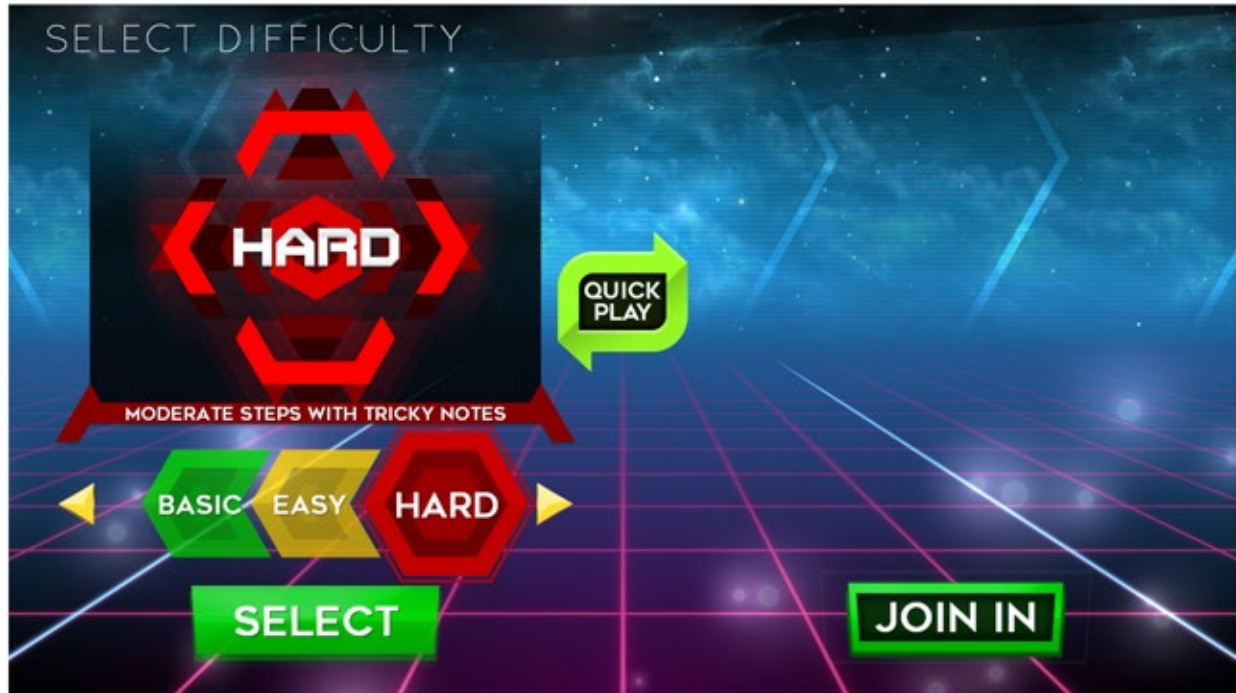 SELECT DIFFICULTY
HARD
QUICK
PLAY
MODERATE STEPS WITH TRICKY NOTES
BASIC
EASY
HARD
SELECT
JOIN IN